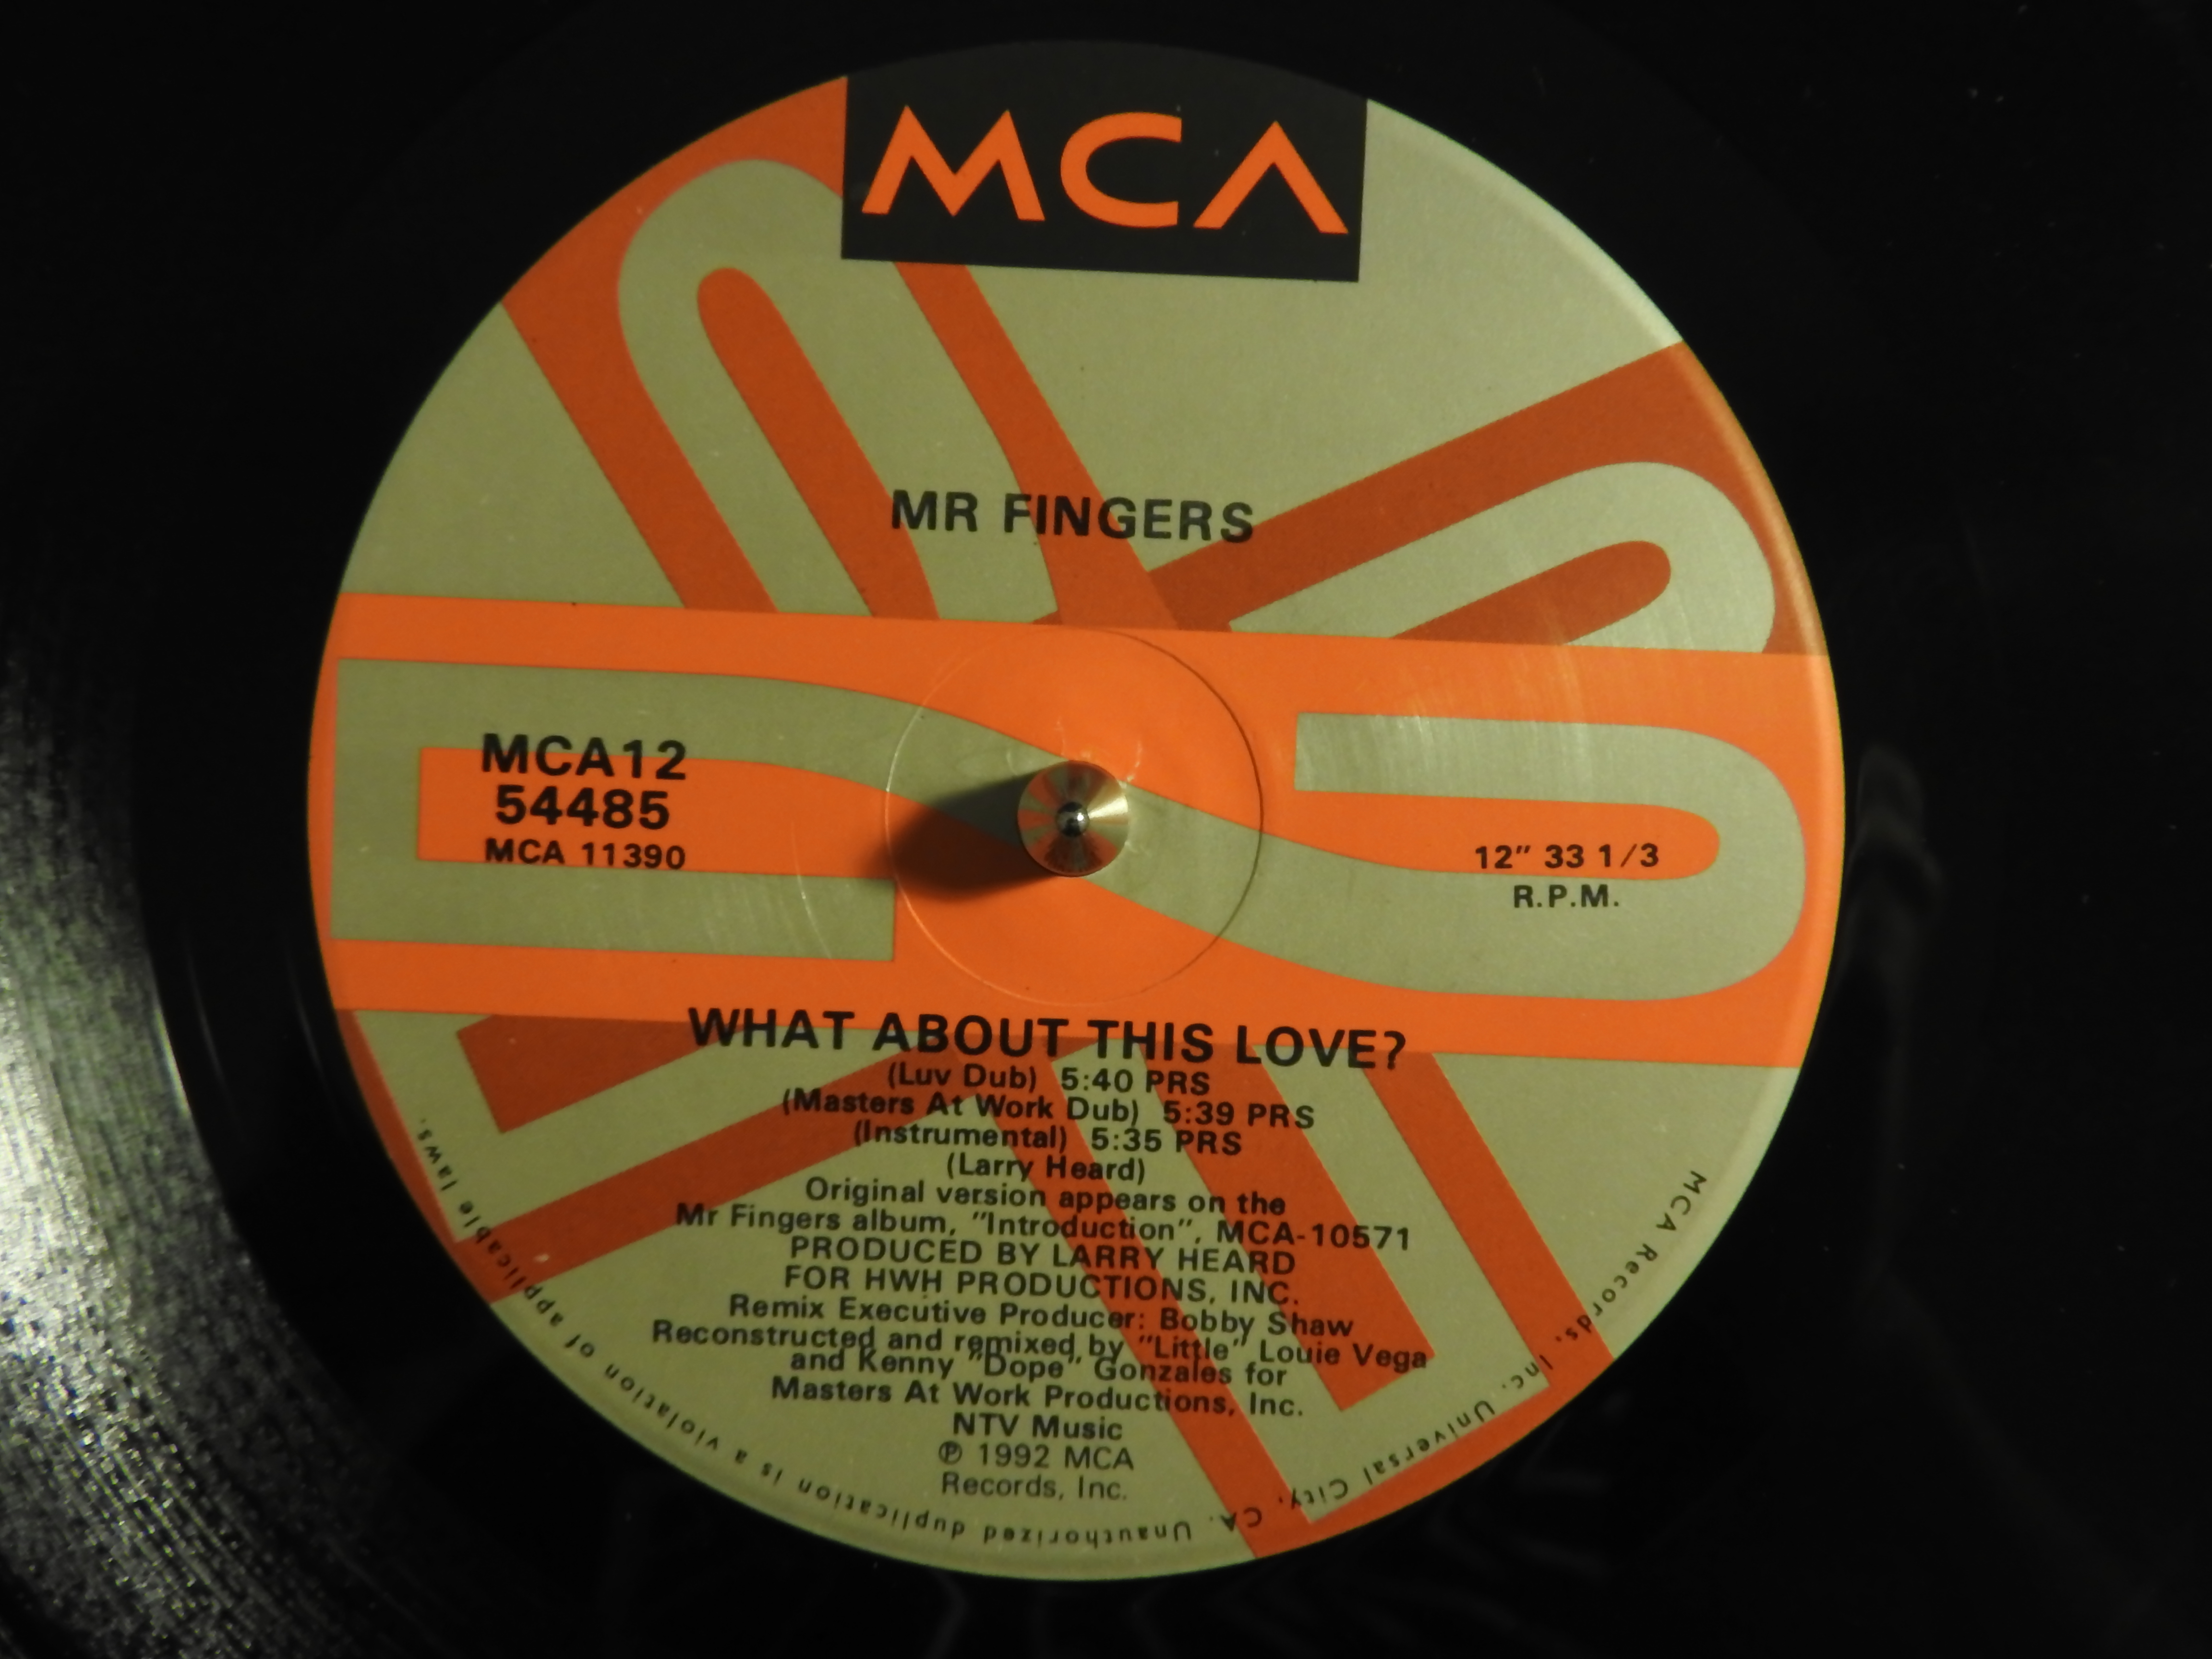 MCA
MR FINGERS
MCA12
54485
MCA 11390
12" 33 1/3
R.P.M.
WHAT ABOUT THIS LOVE?
(Luv Dub) 5:40 PRS
(Masters At Work Dub) 5:39 PRS
(Instrumental) 5:35 PRS
(Larry Heard)
Original version appears on the
Mr Fingers album, "Introduction", MCA-10571
PRODUCED BY LARRY HEARD
FOR HWH PRODUCTIONS, INC.
Remix Executive Producer: Bobby Shaw
Reconstructed and remixed by "Little" Louie Vega
and Kenny "Dope" Gonzales for
Masters At Work Productions, Inc.
NTV Music
℗ 1992 MCA
Records, Inc.
MCA Records, Inc. Universal City, CA. Unauthorized duplication is a violation of applicable laws.